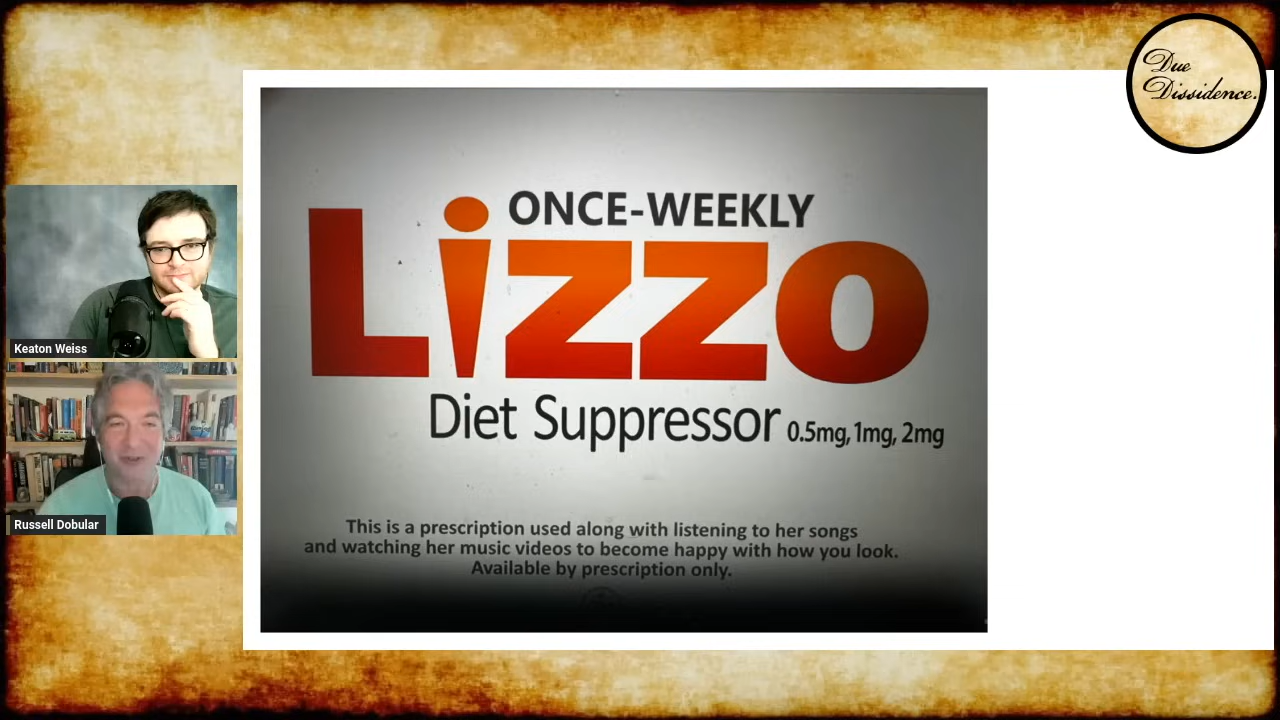 Due
Dissidence.
ONCE-WEEKLY
Lizzo
Diet Suppressor 0.5mg, 1mg, 2mg
This is a prescription used along with listening to her songs
and watching her music videos to become happy with how you look.
Available by prescription only.
Keaton Weiss
Russell Dobular